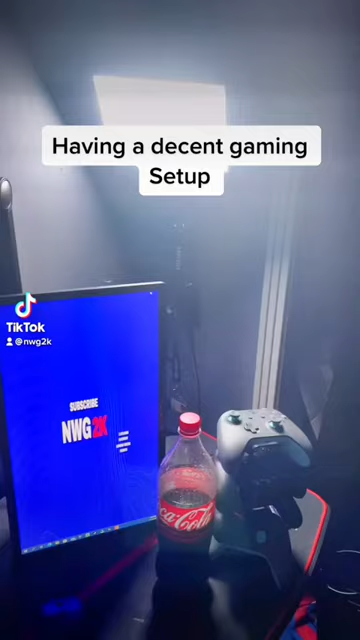 Having a decent gaming
Setup
TikTok
@nwg2k
SUBSCRIBE
NWG2K
Coca-Cola